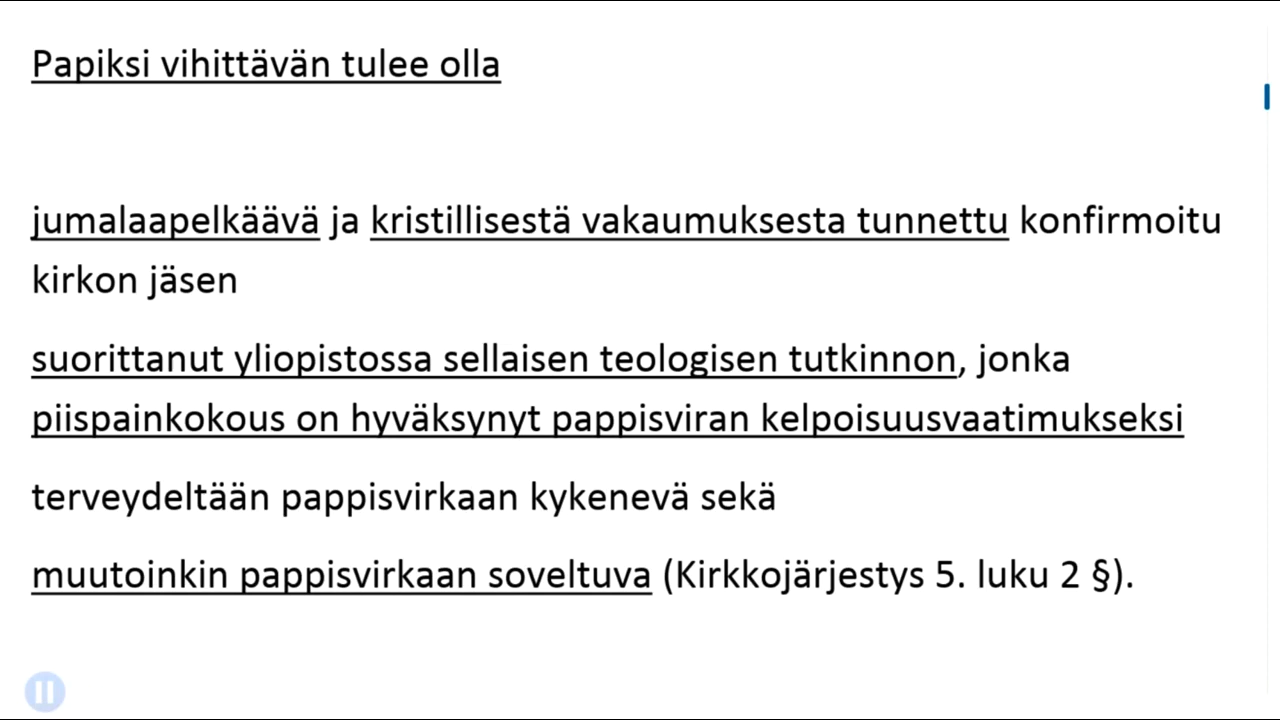 Papiksi vihittävän tulee olla
jumalaapelkäävä ja kristillisestä vakaumuksesta tunnettu konfirmoitu
kirkon jäsen
suorittanut yliopistossa sellaisen teologisen tutkinnon, jonka
piispainkokous on hyväksynyt pappisviran kelpoisuusvaatimukseksi
terveydeltään pappisvirkaan kykenevä sekä
muutoinkin pappisvirkaan soveltuva (Kirkkojärjestys 5. luku 2 §).